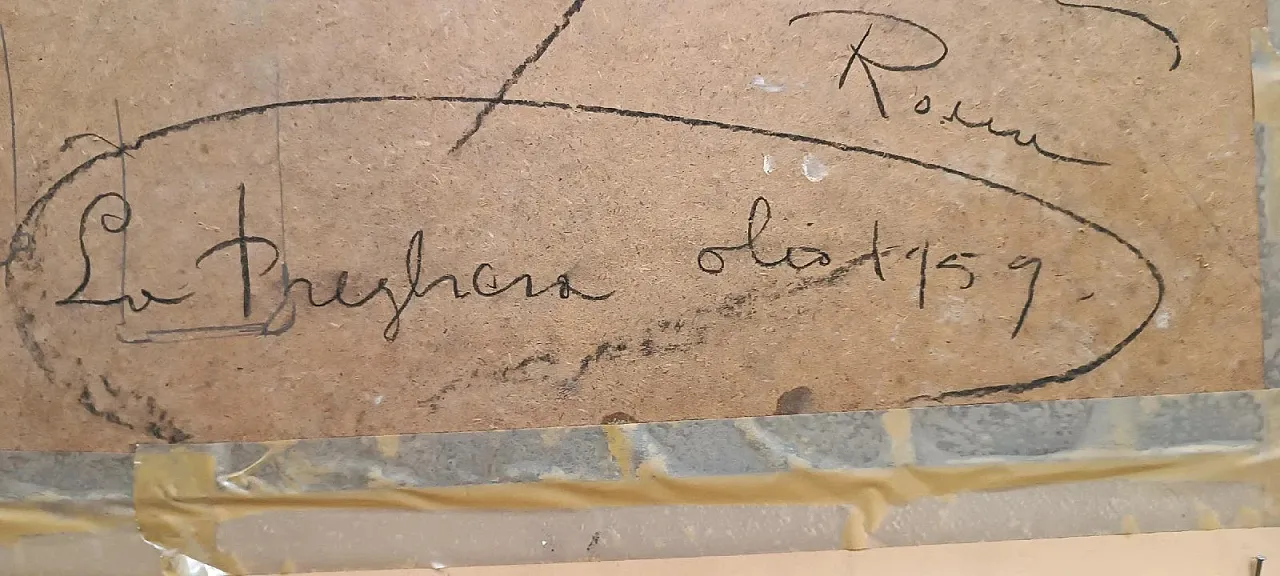 Roma
La Preghiera olio 1959.